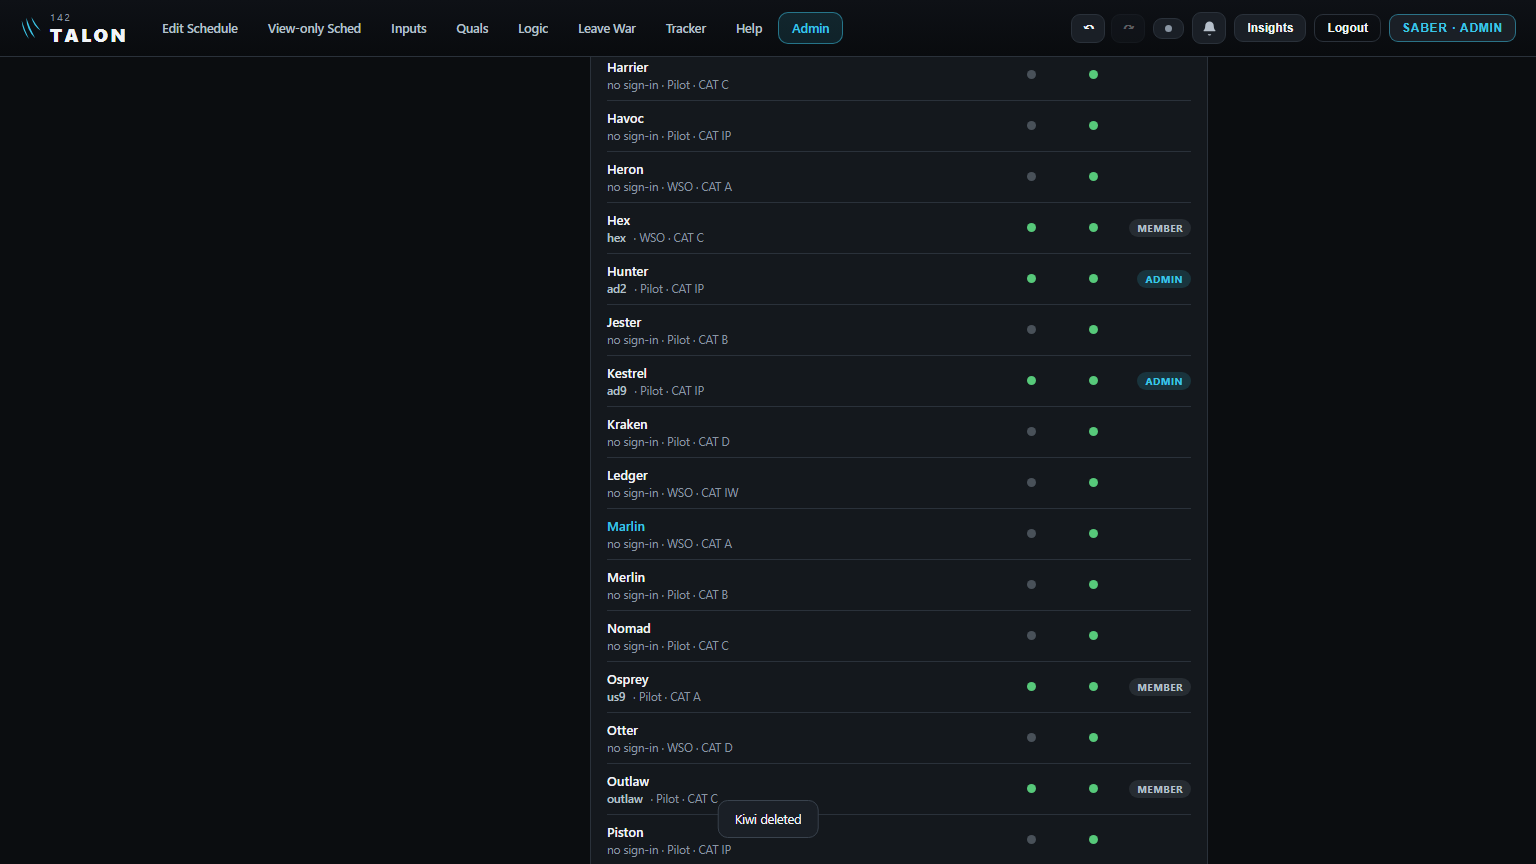 142
TALON
Edit Schedule
View-only Sched
Inputs
Quals
Logic
Leave War
Tracker
Help
Admin
Insights
Logout
SABER · ADMIN
Harrier
no sign-in · Pilot · CAT C
Havoc
no sign-in · Pilot · CAT IP
Heron
no sign-in · WSO · CAT A
Hex
hex · WSO · CAT C
MEMBER
Hunter
ad2 · Pilot · CAT IP
ADMIN
Jester
no sign-in · Pilot · CAT B
Kestrel
ad9 · Pilot · CAT IP
ADMIN
Kraken
no sign-in · Pilot · CAT D
Ledger
no sign-in · WSO · CAT IW
Marlin
no sign-in · WSO · CAT A
Merlin
no sign-in · Pilot · CAT B
Nomad
no sign-in · Pilot · CAT C
Osprey
us9 · Pilot · CAT A
MEMBER
Otter
no sign-in · WSO · CAT D
Outlaw
outlaw · Pilot · CAT C
MEMBER
Kiwi deleted
Piston
no sign-in · Pilot · CAT IP